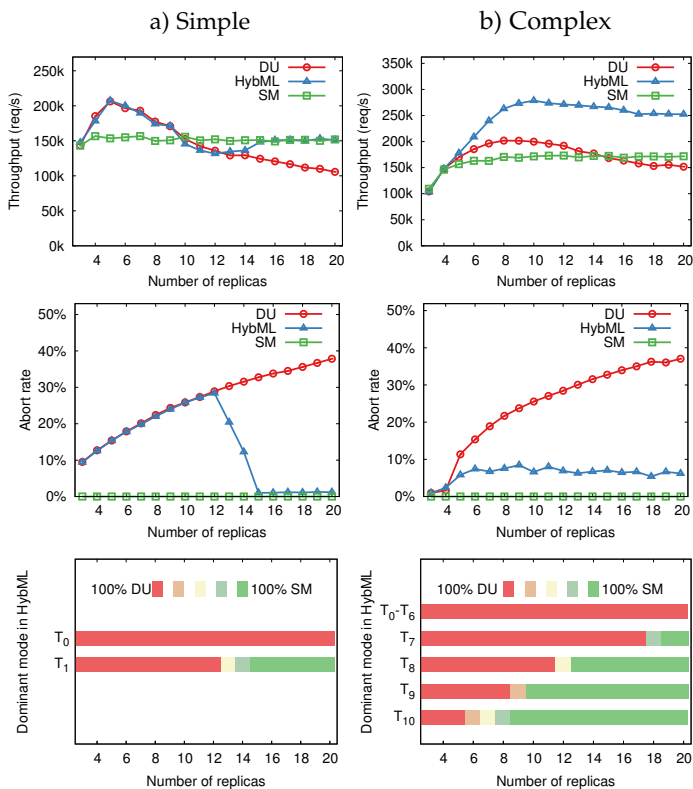 a) Simple
b) Complex
Throughput (req/s)
250k
200k
150k
100k
50k
0k
DU
HybML
SM
4 6 8 10 12 14 16 18 20
Number of replicas
Throughput (req/s)
350k
300k
250k
200k
150k
100k
50k
0k
DU
HybML
SM
4 6 8 10 12 14 16 18 20
Number of replicas
Abort rate
50%
40%
30%
20%
10%
0%
DU
HybML
SM
4 6 8 10 12 14 16 18 20
Number of replicas
Abort rate
50%
40%
30%
20%
10%
0%
DU
HybML
SM
4 6 8 10 12 14 16 18 20
Number of replicas
Dominant mode in HybML
100% DU 100% SM
T0
T1
4 6 8 10 12 14 16 18 20
Number of replicas
Dominant mode in HybML
100% DU 100% SM
T0-T6
T7
T8
T9
T10
4 6 8 10 12 14 16 18 20
Number of replicas